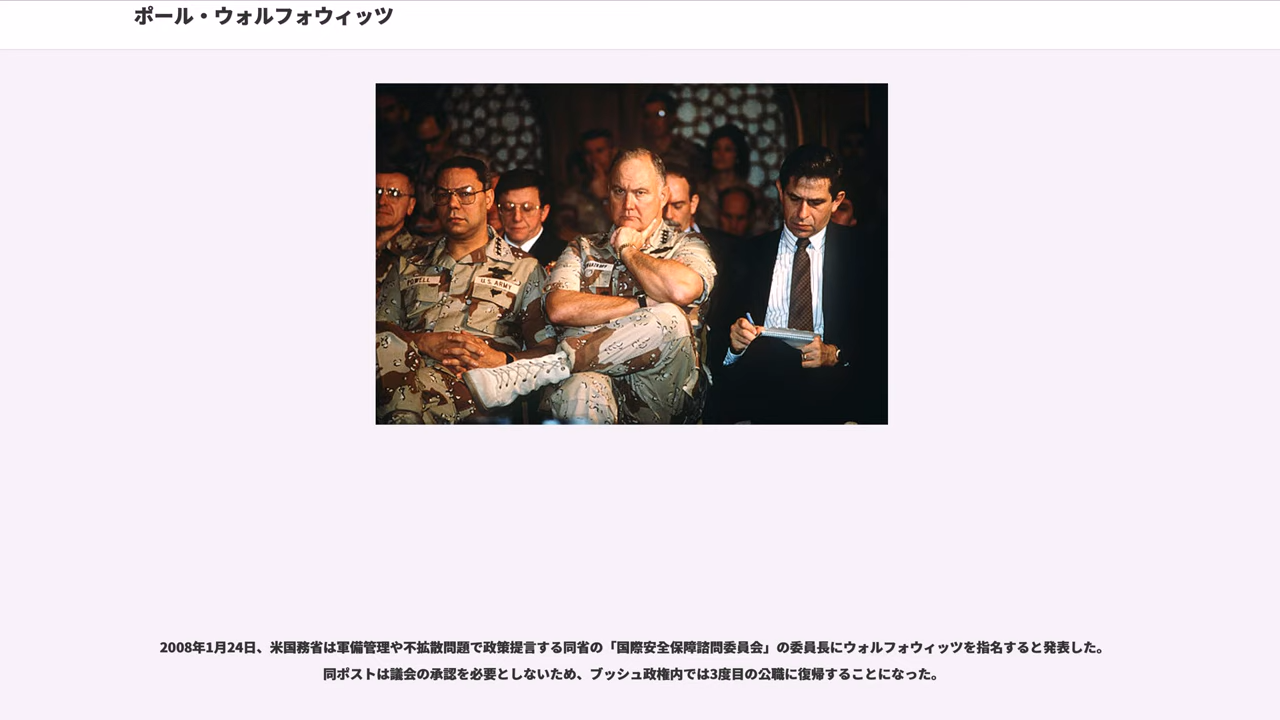 ポール・ウォルフォウィッツ
POWELL
U.S. ARMY
2008年1月24日、米国務省は軍備管理や不拡散問題で政策提言する同省の「国際安全保障諮問委員会」の委員長にウォルフォウィッツを指名すると発表した。
同ポストは議会の承認を必要としないため、ブッシュ政権内では3度目の公職に復帰することになった。